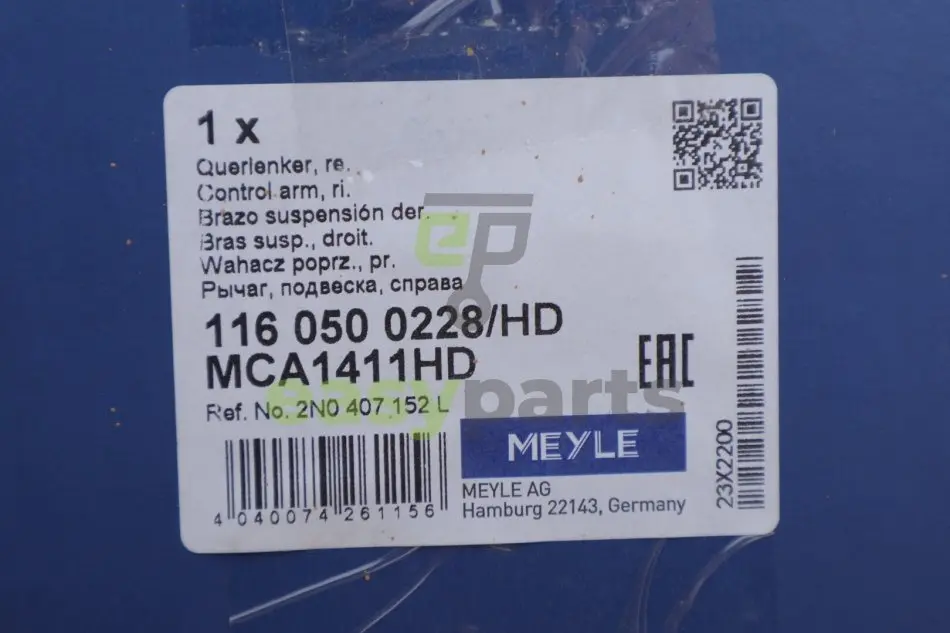 1 x
Querlenker, re.
Control arm, ri.
Brazo suspensión der.
Bras susp., droit.
Wahacz poprz., pr.
Рычаг, подвеска, справа
116 050 0228/HD
MCA1411HD
Ref. No. 2N0 407 152 L
EAC
ep
easyparts
MEYLE
MEYLE AG
Hamburg 22143, Germany
4 040074 261156
23X2200